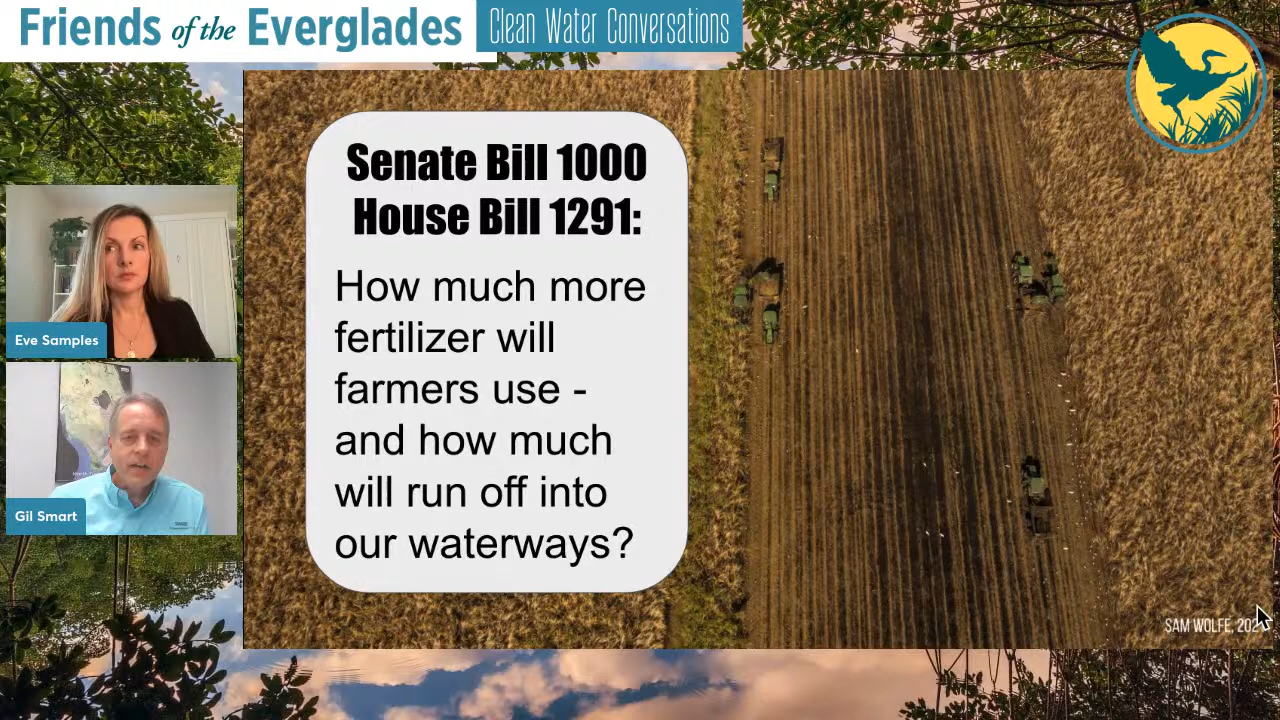 Friends of the Everglades
Clean Water Conversations
Senate Bill 1000
House Bill 1291:
How much more
fertilizer will
farmers use -
and how much
will run off into
our waterways?
Eve Samples
Gil Smart
SAM WOLFE,